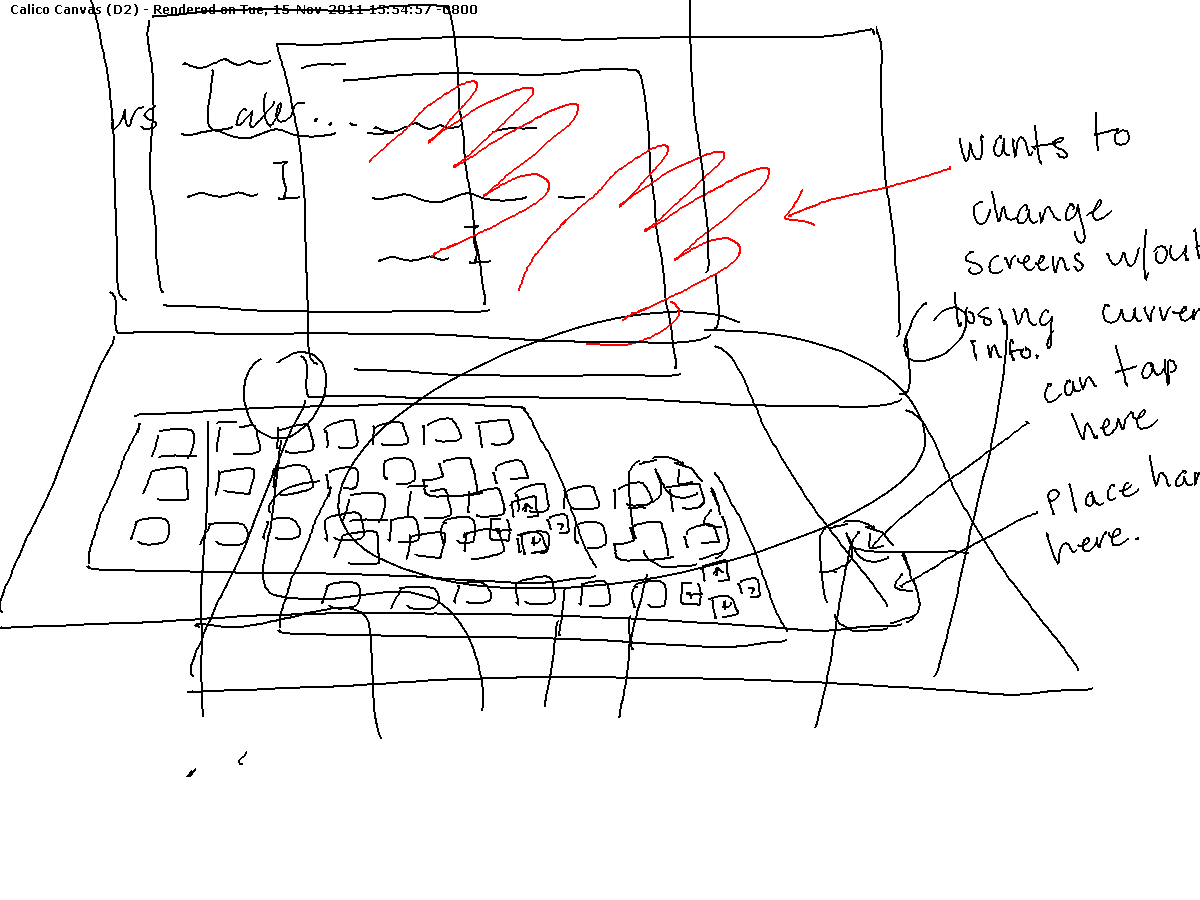 Calico Canvas (D2) - Rendered on Tue, 15 Nov 2011 15:54:57 -0800
urs Later...
I
I
wants to
change
screens w/out
losing curren
info.
can tap
here
Place han
here.